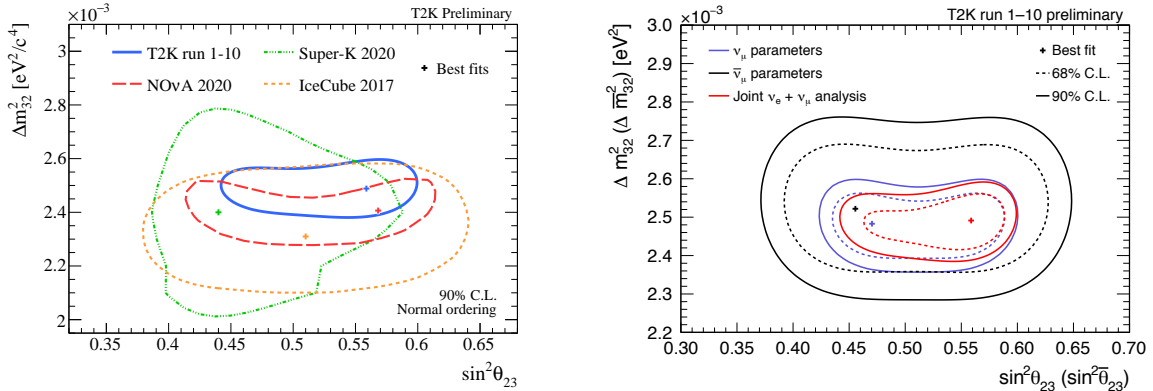 T2K Preliminary
×10⁻³
Δm²₃₂ [eV²/c⁴]
3
2.8
2.6
2.4
2.2
2
T2K run 1-10
Super-K 2020
NOνA 2020
IceCube 2017
Best fits
90% C.L.
Normal ordering
0.4
0.45
0.5
0.55
0.6
0.65
sin²θ₂₃
T2K run 1–10 preliminary
×10⁻³
Δ m²₃₂ (Δ m̅²₃₂) [eV²]
3.0
2.9
2.8
2.7
2.6
2.5
2.4
2.3
2.2
ν_μ parameters
ν̅_μ parameters
Joint ν_e + ν_μ analysis
Best fit
68% C.L.
90% C.L.
0.30
0.35
0.40
0.45
0.50
0.55
0.60
0.65
0.70
sin²θ₂₃ (sin²θ̅₂₃)